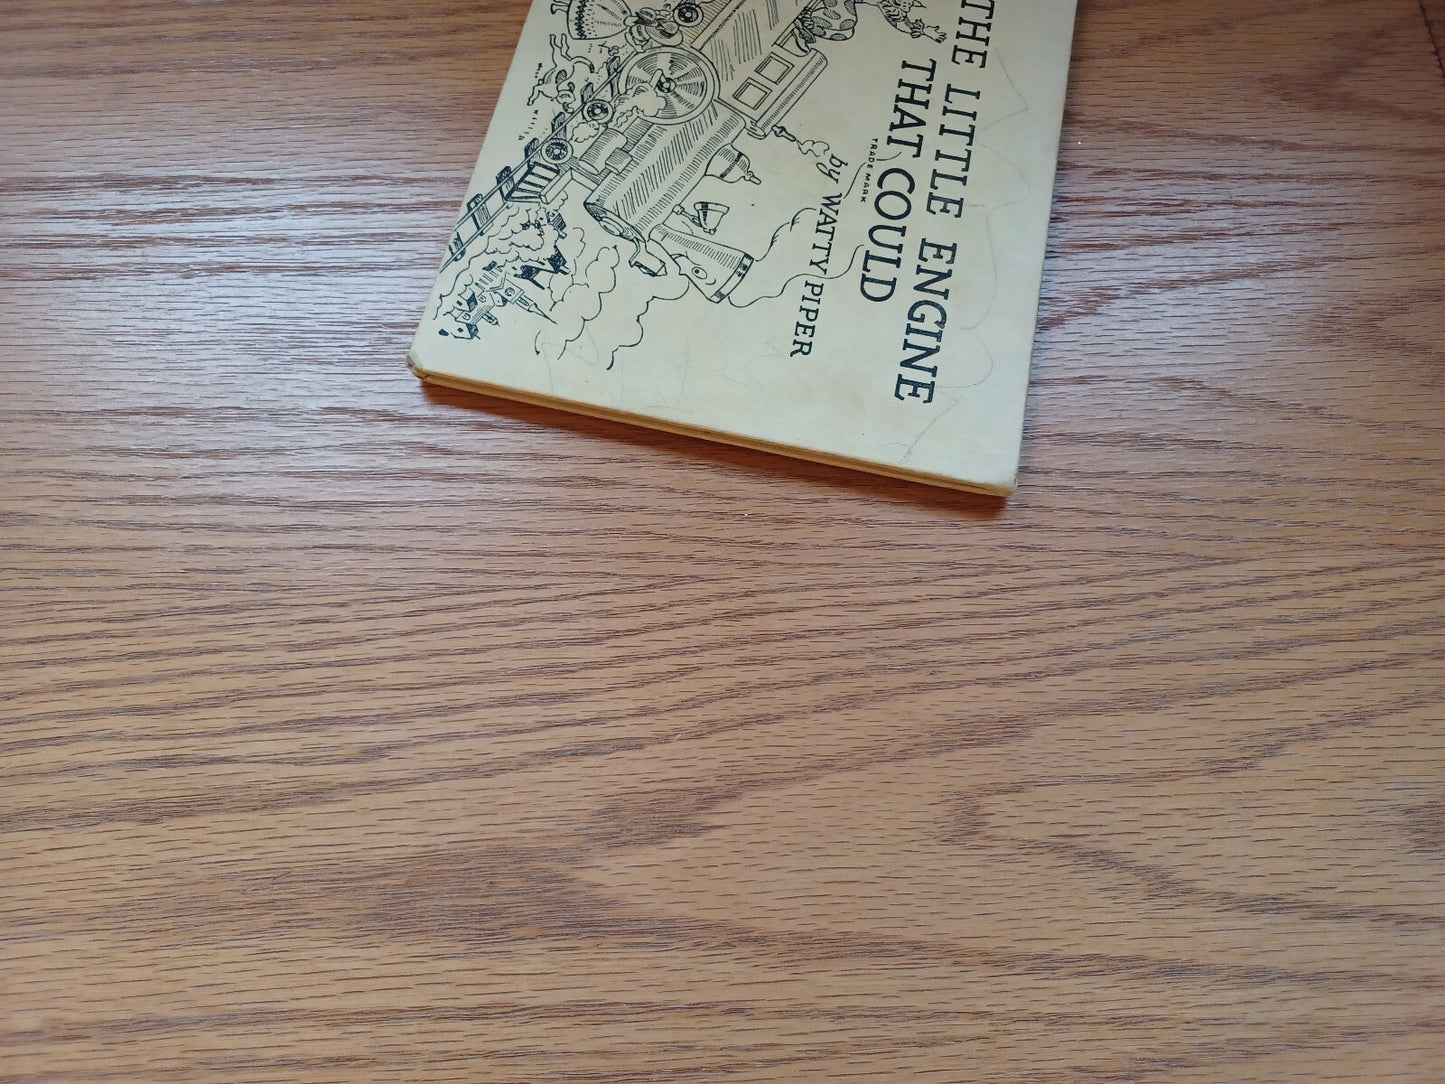 THE LITTLE ENGINE
THAT COULD
TRADE MARK
by WATTY PIPER